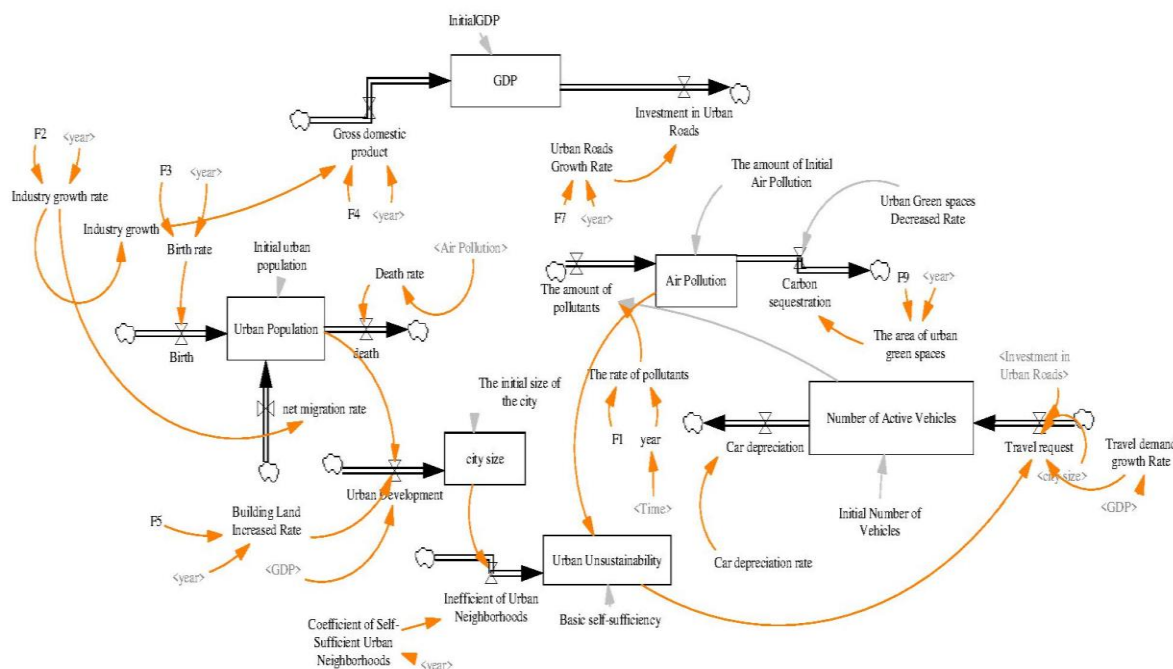 InitialGDP
GDP
Investment in Urban
Roads
Gross domestic
product
F4
<year>
Urban Roads
Growth Rate
F7
<year>
F2
<year>
Industry growth rate
F3
<year>
Industry growth
Birth rate
Initial urban
population
<Air Pollution>
Death rate
Urban Population
Birth
death
net migration rate
The amount of Initial
Air Pollution
Urban Green spaces
Decreased Rate
Air Pollution
The amount of
pollutants
Carbon
sequestration
F9
<year>
The area of urban
green spaces
The rate of pollutants
F1
year
<Time>
<Investment in
Urban Roads>
Number of Active Vehicles
Car depreciation
Travel request
Travel demand
growth Rate
<city size>
<GDP>
Initial Number of
Vehicles
Car depreciation rate
The initial size of
the city
city size
Urban Development
F5
Building Land
Increased Rate
<year>
<GDP>
Urban Unsustainability
Inefficient of Urban
Neighborhoods
Basic self-sufficiency
Coefficient of Self-
Sufficient Urban
Neighborhoods
<year>